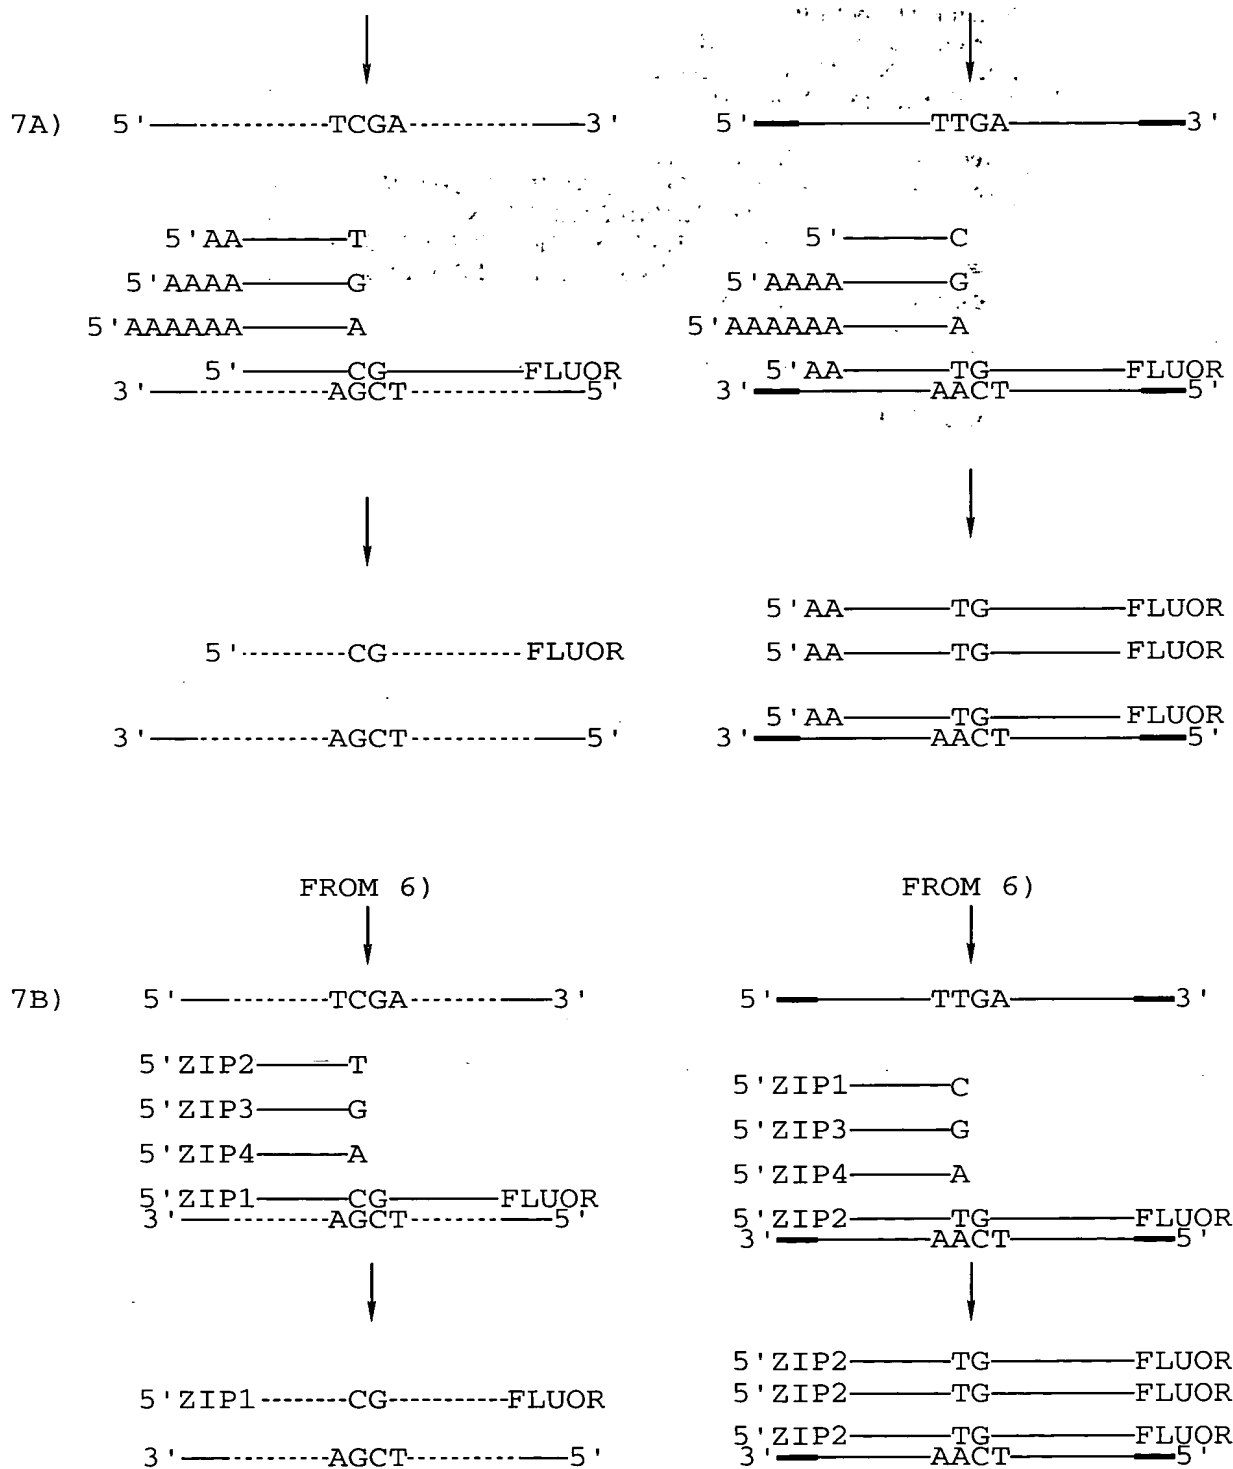 7A) 5' TCGA 3' 5' TTGA 3'
5'AA T 5' C
5'AAAA G 5'AAAA G
5'AAAAAA A 5'AAAAAA A
5' CG FLUOR 5'AA TG FLUOR
3' AGCT 5' 3' AACT 5'
5'AA TG FLUOR
5' CG FLUOR 5'AA TG FLUOR
5'AA TG FLUOR
3' AGCT 5' 3' AACT 5'
FROM 6) FROM 6)
7B) 5' TCGA 3' 5' TTGA 3'
5'ZIP2 T 5'ZIP1 C
5'ZIP3 G 5'ZIP3 G
5'ZIP4 A 5'ZIP4 A
5'ZIP1 CG FLUOR 5'ZIP2 TG FLUOR
3' AGCT 5' 3' AACT 5'
5'ZIP2 TG FLUOR
5'ZIP1 CG FLUOR 5'ZIP2 TG FLUOR
5'ZIP2 TG FLUOR
3' AGCT 5' 3' AACT 5'